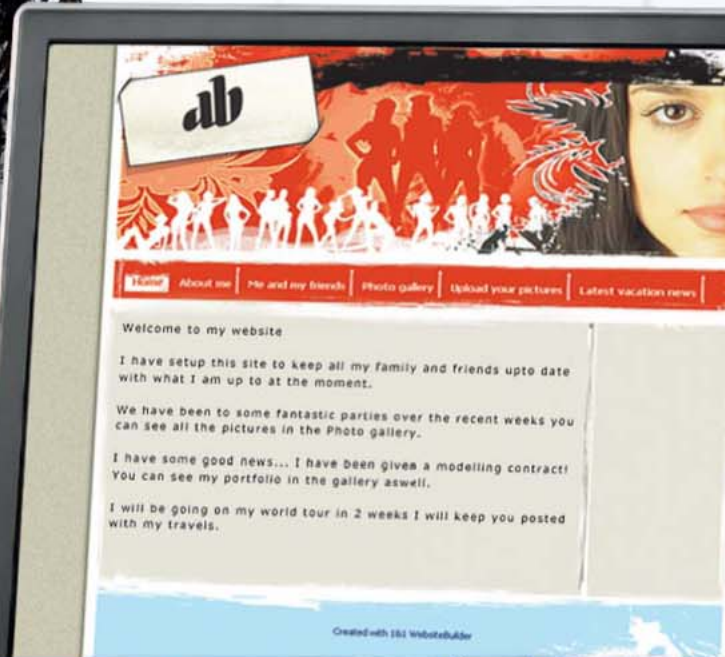 ab
Home About me Me and my friends Photo gallery Upload your pictures Latest vacation news
Welcome to my website
I have setup this site to keep all my family and friends upto date
with what I am up to at the moment.
We have been to some fantastic parties over the recent weeks you
can see all the pictures in the Photo gallery.
I have some good news... I have been given a modelling contract!
You can see my portfolio in the gallery aswell.
I will be going on my world tour in 2 weeks I will keep you posted
with my travels.
Created with 1&1 WebsiteBuilder